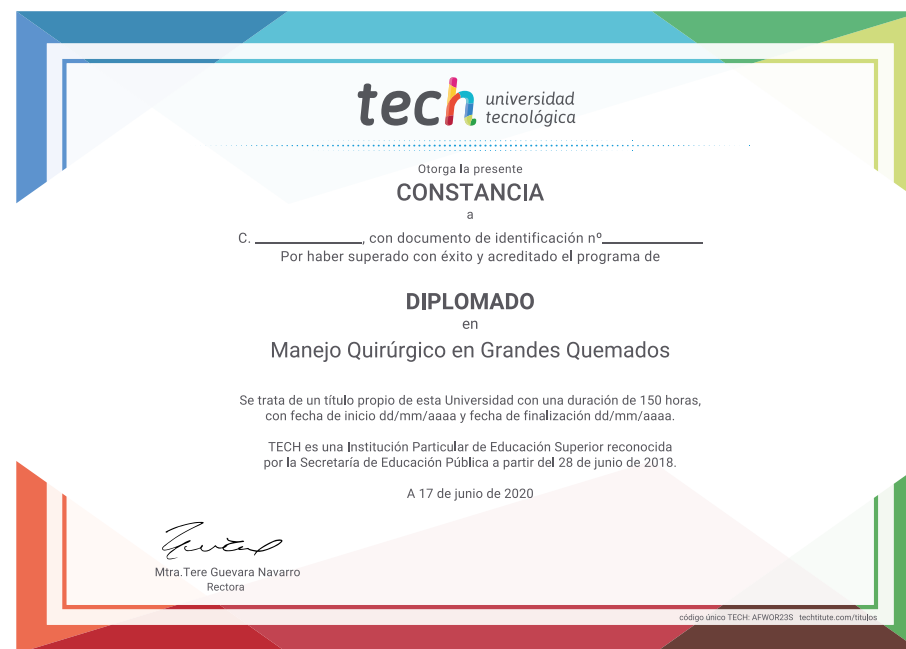 tech universidad
tecnológica
Otorga la presente
CONSTANCIA
a
C. ____________, con documento de identificación nº____________
Por haber superado con éxito y acreditado el programa de
DIPLOMADO
en
Manejo Quirúrgico en Grandes Quemados
Se trata de un título propio de esta Universidad con una duración de 150 horas,
con fecha de inicio dd/mm/aaaa y fecha de finalización dd/mm/aaaa.
TECH es una Institución Particular de Educación Superior reconocida
por la Secretaría de Educación Pública a partir del 28 de junio de 2018.
A 17 de junio de 2020
Mtra.Tere Guevara Navarro
Rectora
código único TECH: AFWOR23S techtitute.com/titulos